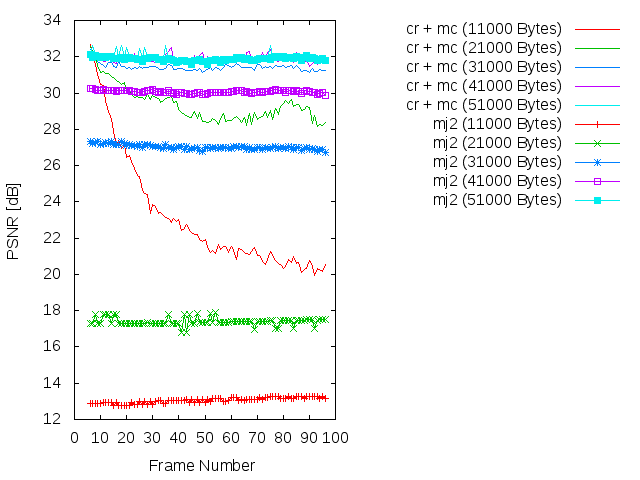 34
32
30
28
26
24
22
20
18
16
14
12
PSNR [dB]
0 10 20 30 40 50 60 70 80 90 100
Frame Number
cr + mc (11000 Bytes)
cr + mc (21000 Bytes)
cr + mc (31000 Bytes)
cr + mc (41000 Bytes)
cr + mc (51000 Bytes)
mj2 (11000 Bytes)
mj2 (21000 Bytes)
mj2 (31000 Bytes)
mj2 (41000 Bytes)
mj2 (51000 Bytes)